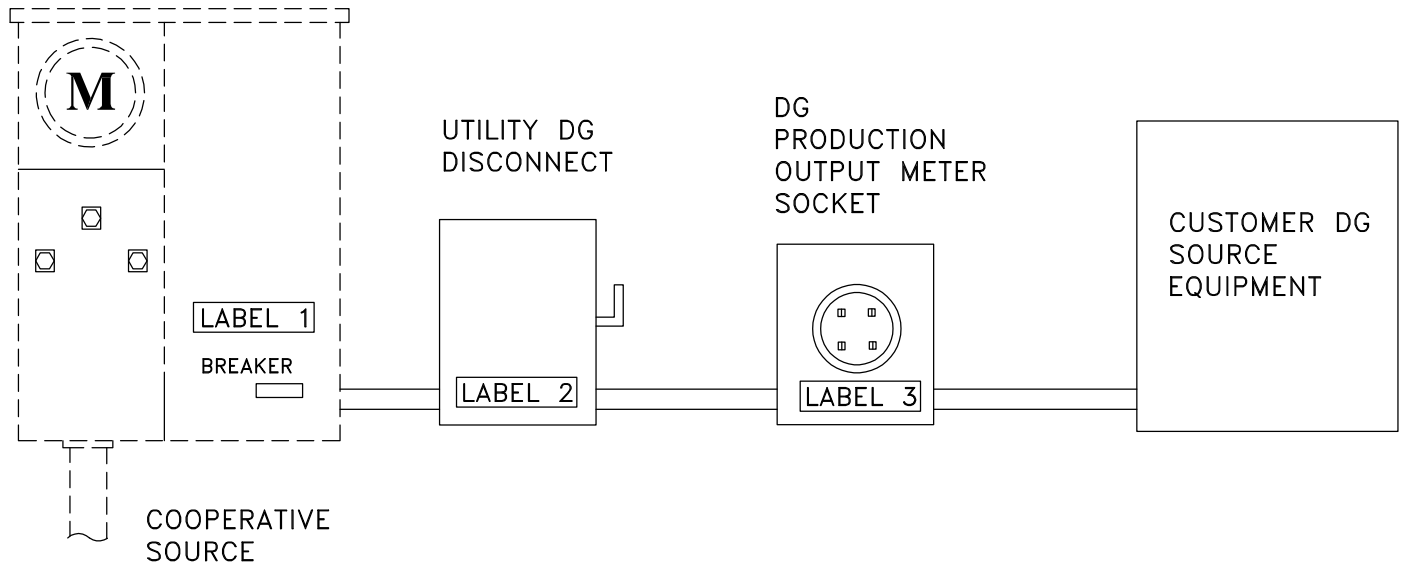 M
LABEL 1
BREAKER
COOPERATIVE
SOURCE
UTILITY DG
DISCONNECT
LABEL 2
DG
PRODUCTION
OUTPUT METER
SOCKET
LABEL 3
CUSTOMER DG
SOURCE
EQUIPMENT